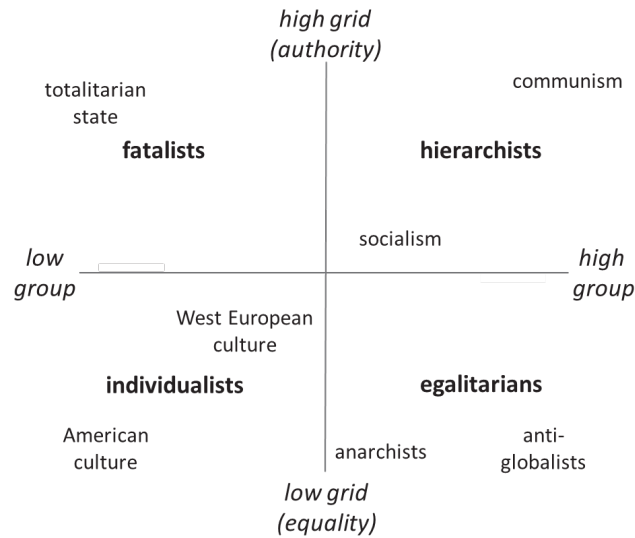 high grid
(authority)
totalitarian
state
communism
fatalists
hierarchists
socialism
low
group
high
group
West European
culture
individualists
egalitarians
American
culture
anarchists
anti-
globalists
low grid
(equality)